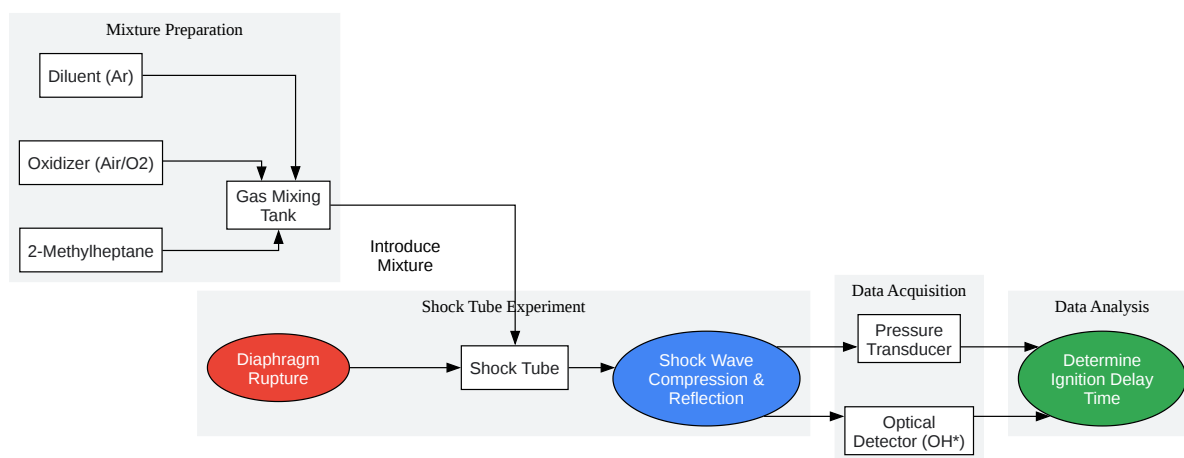 Mixture Preparation
Diluent (Ar)
Oxidizer (Air/O2)
Gas Mixing
Tank
2-Methylheptane
Introduce
Mixture
Shock Tube Experiment
Diaphragm
Rupture
Shock Tube
Shock Wave
Compression &
Reflection
Data Acquisition
Pressure
Transducer
Optical
Detector (OH*)
Data Analysis
Determine
Ignition Delay
Time